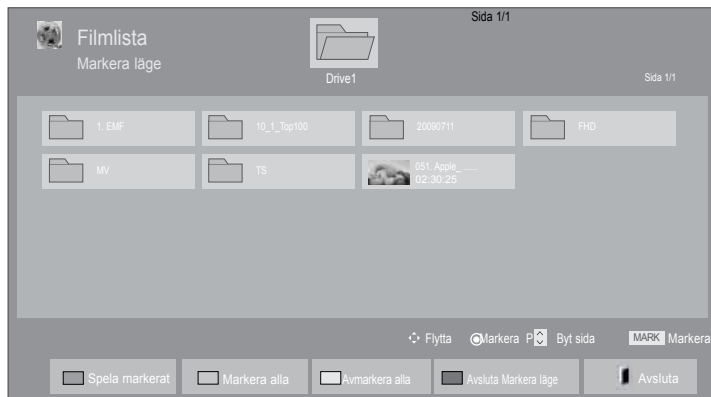 Sida 1/1
Filmlista
Markera läge
Drive1
Sida 1/1
1. EMF
10_1_Top100
20090711
FHD
MV
TS
051. Apple_ ......
02:30:25
Flytta
Markera
P
Byt sida
MARK
Markera
Spela markerat
Markera alla
Avmarkera alla
Avsluta Markera läge
Avsluta